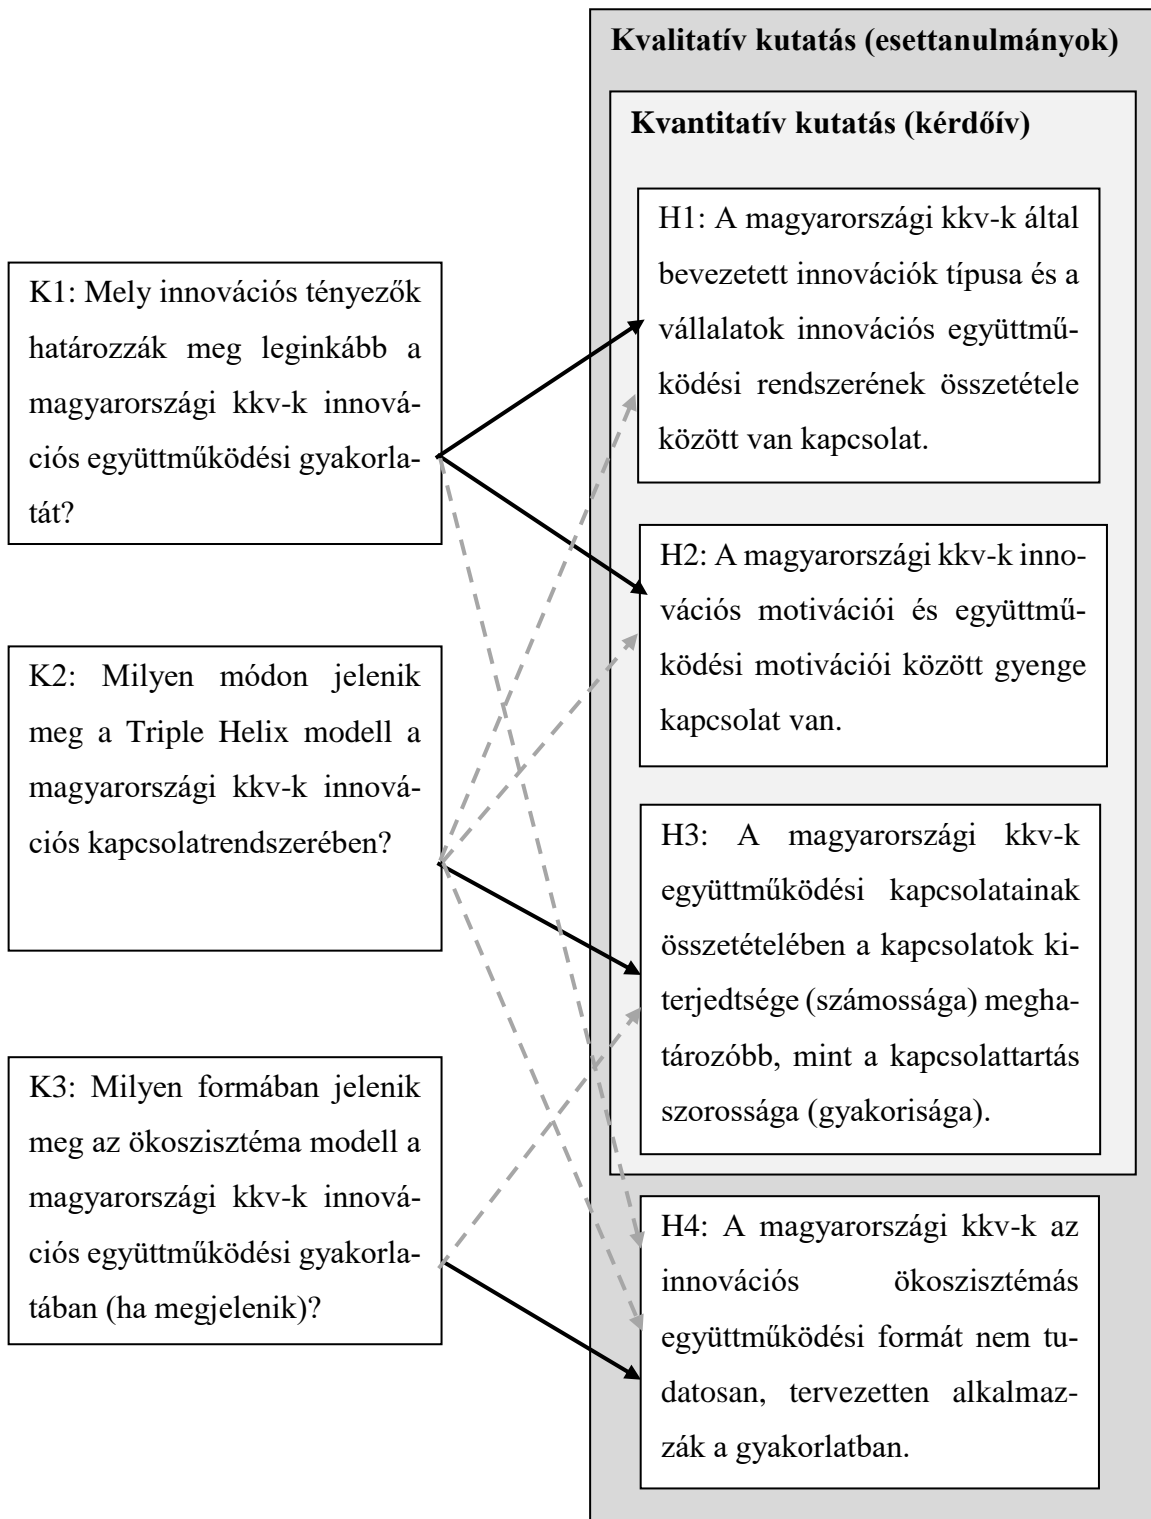 Kvalitatív kutatás (esettanulmányok)
Kvantitatív kutatás (kérdőív)
K1: Mely innovációs tényezők
határozzák meg leginkább a
magyarországi kkv-k innová-
ciós együttműködési gyakorla-
tát?
K2: Milyen módon jelenik
meg a Triple Helix modell a
magyarországi kkv-k innová-
ciós kapcsolatrendszerében?
K3: Milyen formában jelenik
meg az ökoszisztéma modell a
magyarországi kkv-k innová-
ciós együttműködési gyakorla-
tában (ha megjelenik)?
H1: A magyarországi kkv-k által
bevezetett innovációk típusa és a
vállalatok innovációs együttmű-
ködési rendszerének összetétele
között van kapcsolat.
H2: A magyarországi kkv-k inno-
vációs motivációi és együttmű-
ködési motivációi között gyenge
kapcsolat van.
H3: A magyarországi kkv-k
együttműködési kapcsolatainak
összetételében a kapcsolatok ki-
terjedtsége (számossága) megha-
tározóbb, mint a kapcsolattartás
szorossága (gyakorisága).
H4: A magyarországi kkv-k az
innovációs ökoszisztémás
együttműködési formát nem tu-
datosan, tervezetten alkalmaz-
zák a gyakorlatban.